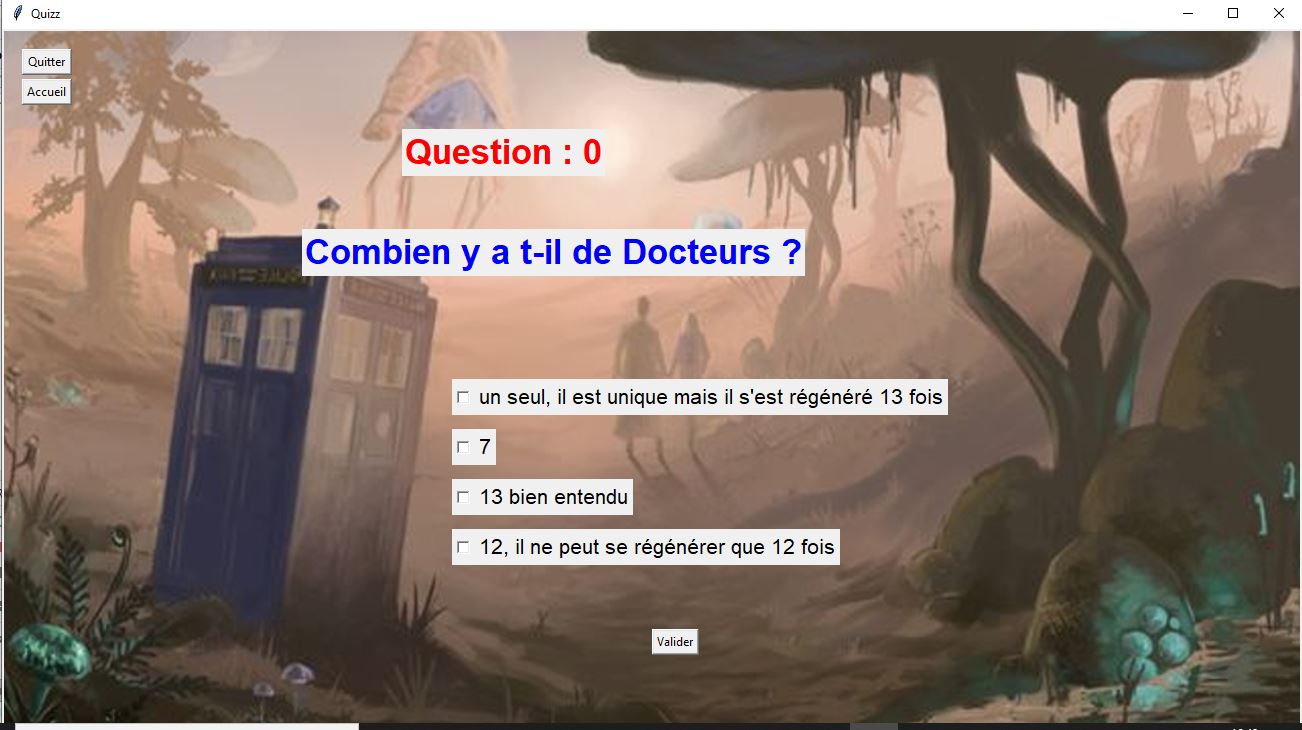 Quizz
Quitter
Accueil
Question : 0
Combien y a t-il de Docteurs ?
un seul, il est unique mais il s'est régénéré 13 fois
7
13 bien entendu
12, il ne peut se régénérer que 12 fois
Valider